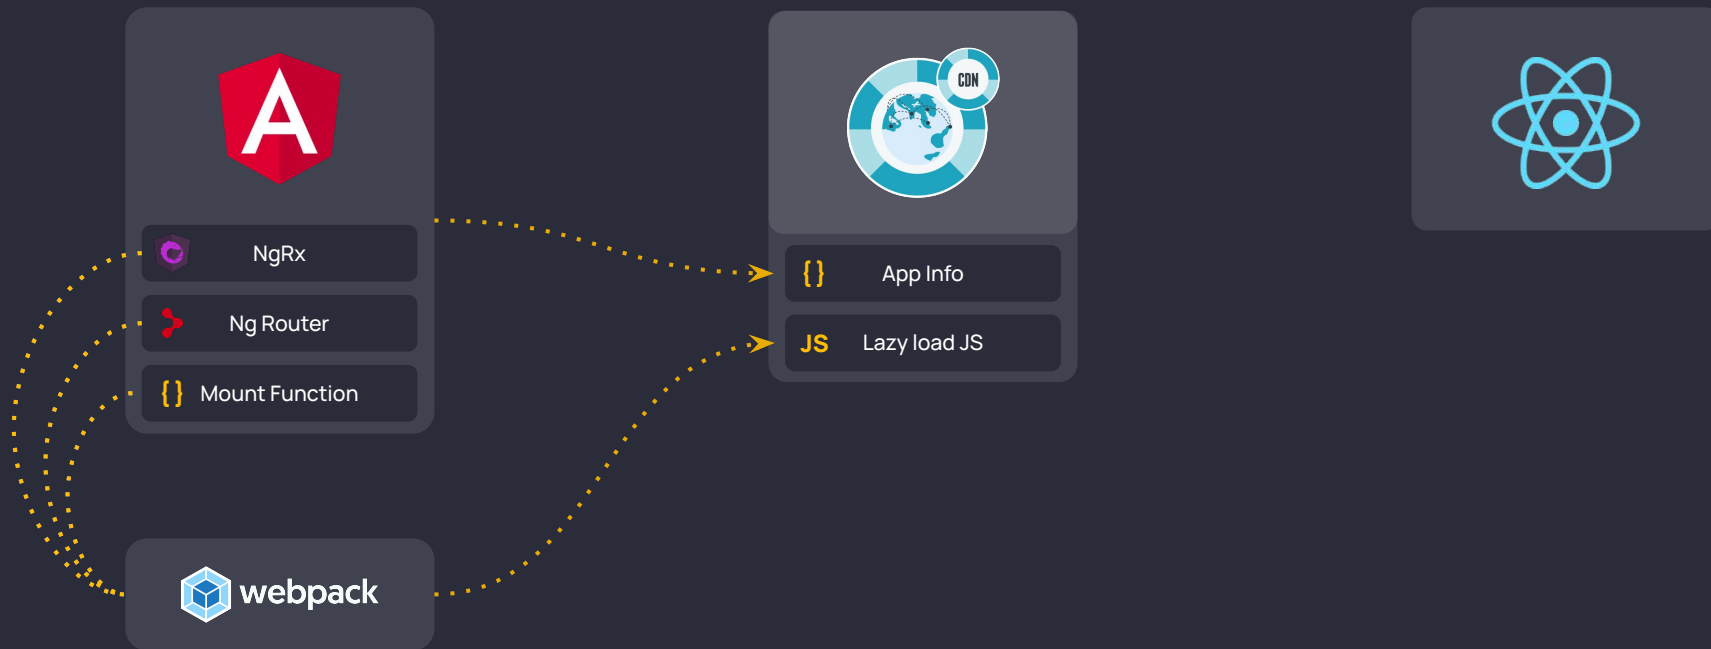 A
NgRx
Ng Router
{} Mount Function
webpack
CDN
{} App Info
JS Lazy load JS